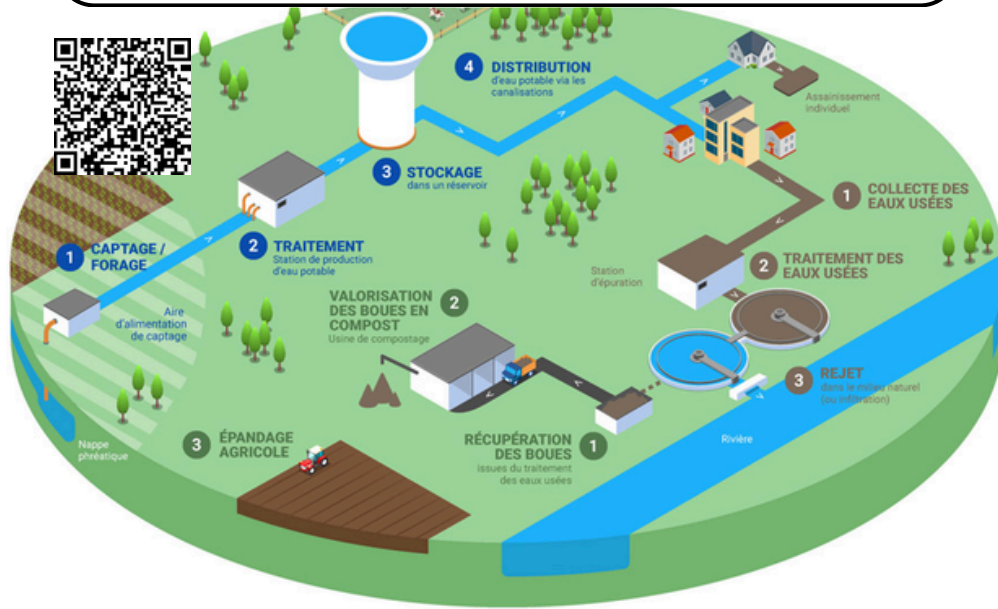 4 DISTRIBUTION
d'eau potable via les
canalisations
Assainissement
individuel
3 STOCKAGE
dans un réservoir
1 COLLECTE DES
EAUX USÉES
1 CAPTAGE /
FORAGE
2 TRAITEMENT
Station de production
d'eau potable
2 TRAITEMENT DES
EAUX USÉES
Station
d'épuration
Aire
d'alimentation
de captage
VALORISATION 2
DES BOUES EN
COMPOST
Usine de compostage
3 REJET
dans le milieu naturel
(ou infiltration)
Nappe
phréatique
3 ÉPANDAGE
AGRICOLE
RÉCUPÉRATION 1
DES BOUES
issues du traitement
des eaux usées
Rivière